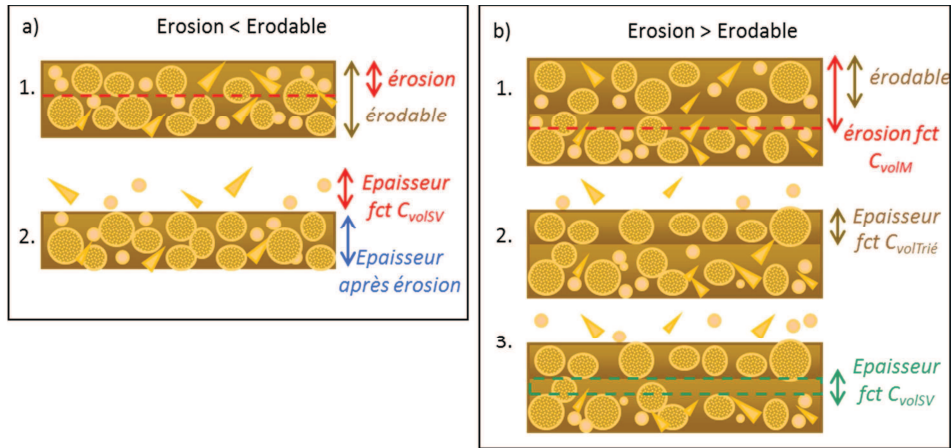 a)
Erosion < Erodable
1.
érosion
érodable
2.
Epaisseur
fct CvolSV
Epaisseur
après érosion
b)
Erosion > Erodable
1.
érodable
érosion fct
CvolM
2.
Epaisseur
fct CvolTrié
3.
Epaisseur
fct CvolSV